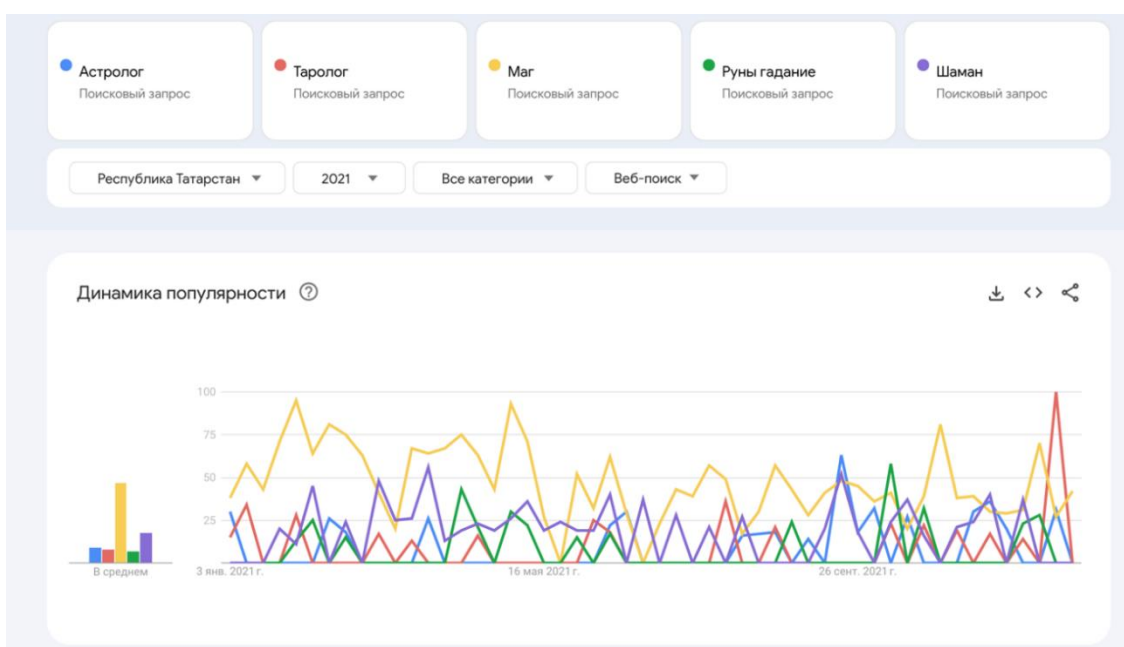 Астролог
Поисковый запрос
Таролог
Поисковый запрос
Маг
Поисковый запрос
Руны гадание
Поисковый запрос
Шаман
Поисковый запрос
Республика Татарстан
2021
Все категории
Веб-поиск
Динамика популярности
100
75
50
25
В среднем
3 янв. 2021 г.
16 мая 2021 г.
26 сент. 2021 г.